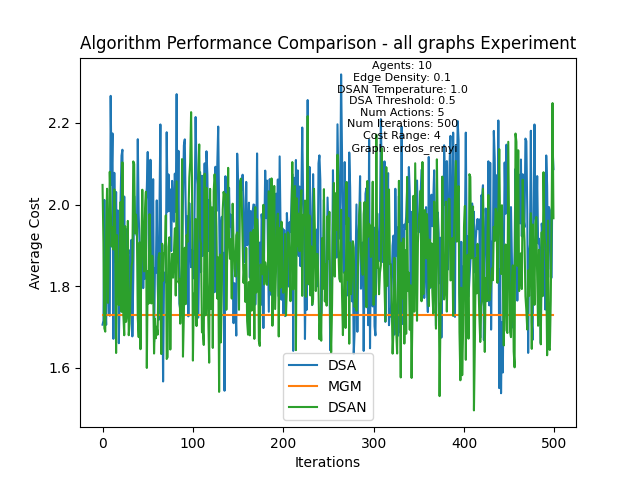 Algorithm Performance Comparison - all graphs Experiment
Agents: 10
Edge Density: 0.1
DSAN Temperature: 1.0
DSA Threshold: 0.5
Num Actions: 5
Num Iterations: 500
Cost Range: 4
Graph: erdos_renyi
2.2
2.0
1.8
1.6
Average Cost
DSA
MGM
DSAN
0
100
200
300
400
500
Iterations